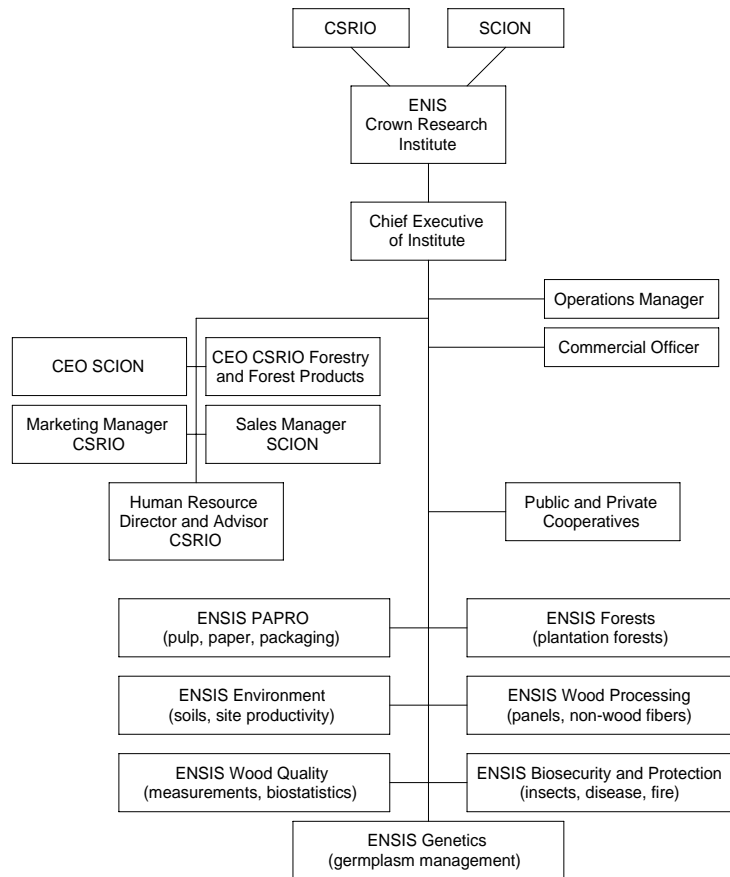 CSRIO
SCION
ENIS
Crown Research
Institute
Chief Executive
of Institute
Operations Manager
Commercial Officer
CEO SCION
CEO CSRIO Forestry
and Forest Products
Marketing Manager
CSRIO
Sales Manager
SCION
Human Resource
Director and Advisor
CSRIO
Public and Private
Cooperatives
ENSIS PAPRO
(pulp, paper, packaging)
ENSIS Forests
(plantation forests)
ENSIS Environment
(soils, site productivity)
ENSIS Wood Processing
(panels, non-wood fibers)
ENSIS Wood Quality
(measurements, biostatistics)
ENSIS Biosecurity and Protection
(insects, disease, fire)
ENSIS Genetics
(germplasm management)